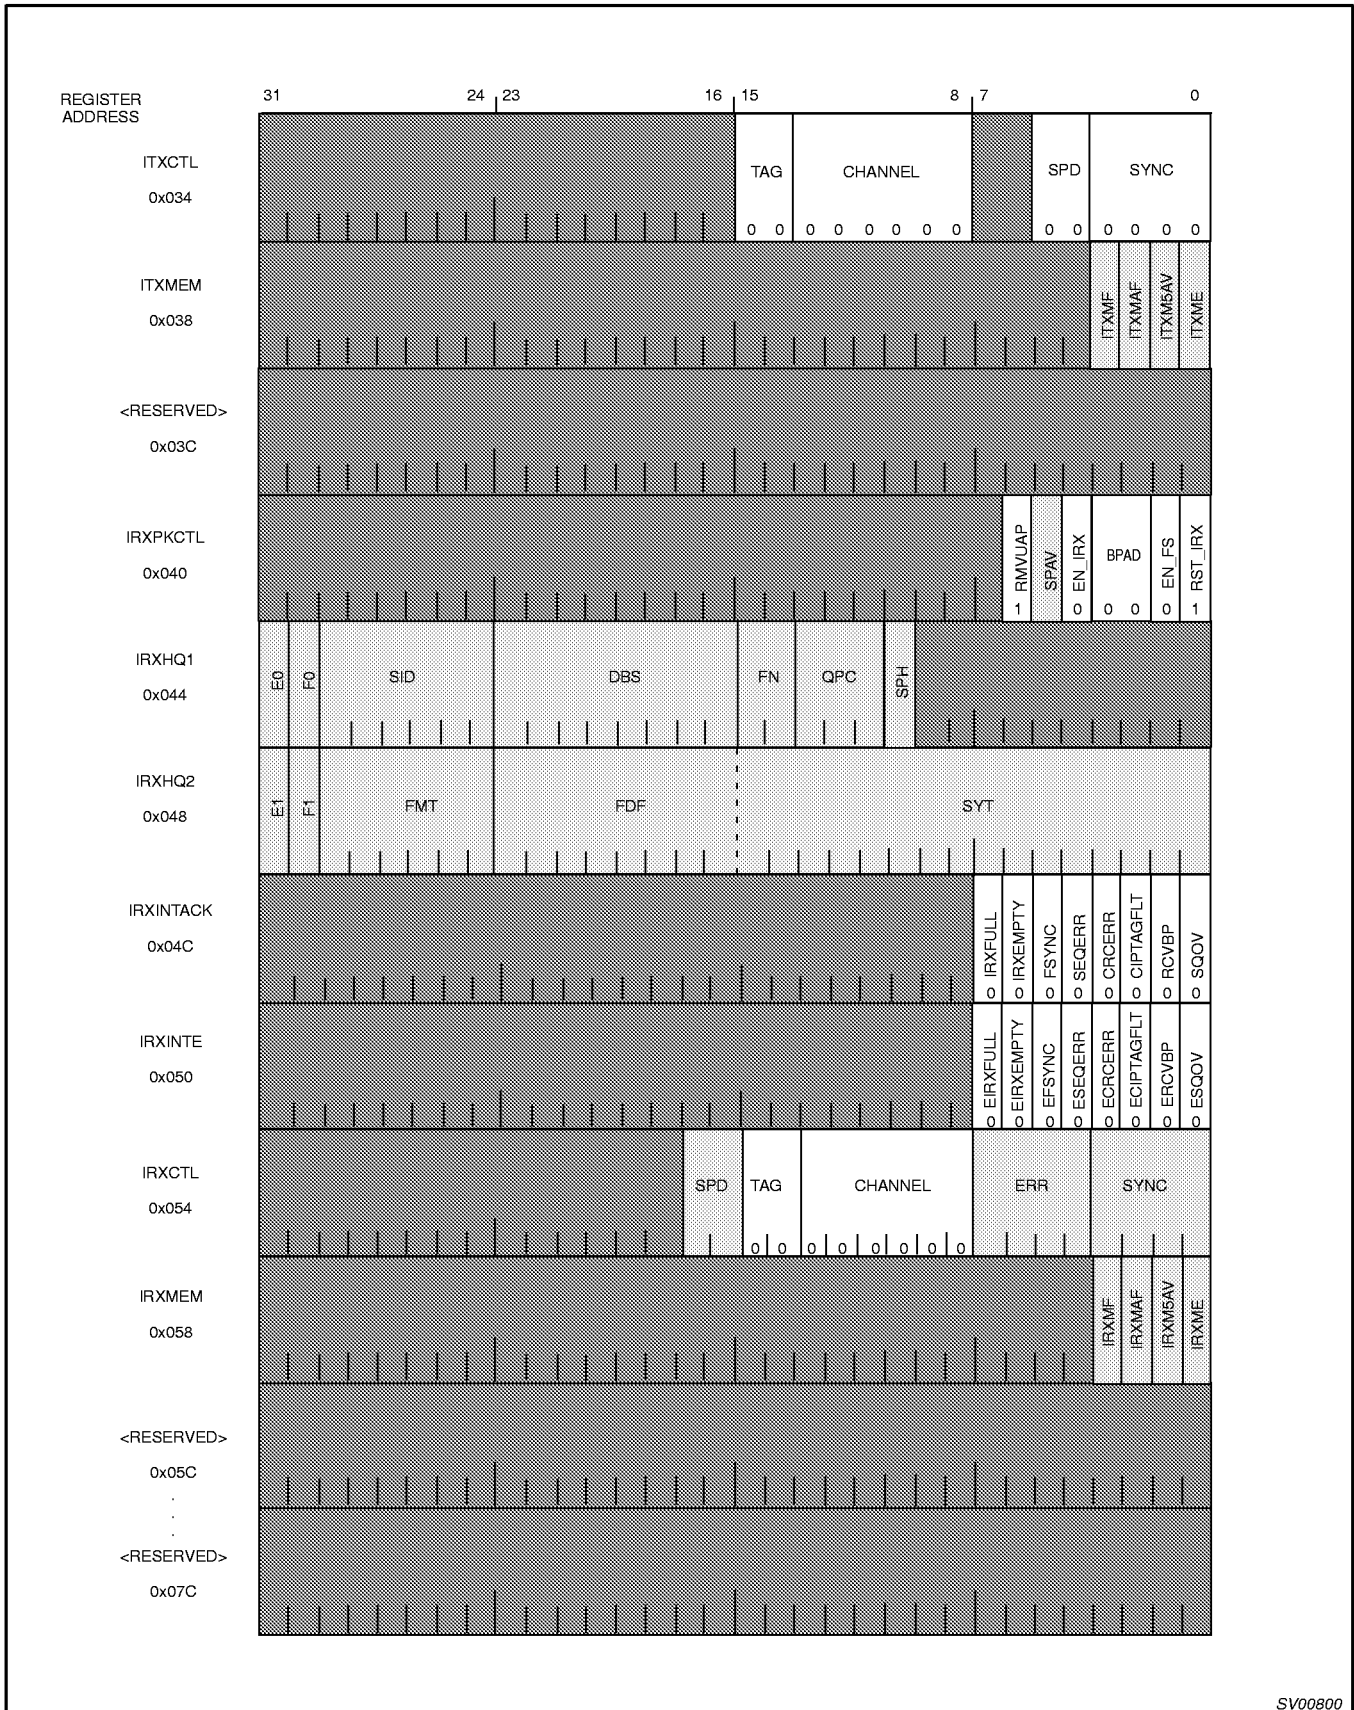 REGISTER
ADDRESS
31 24 23 16 15 8 7 0
ITXCTL
0x034
TAG CHANNEL SPD SYNC
0 0 0 0 0 0 0 0 0 0 0 0 0 0
ITXMEM
0x038
ITXMF ITXMAF ITXM5AV ITXME
<RESERVED>
0x03C
IRXPKCTL
0x040
RMVUAP SPAV EN_IRX BPAD EN_FS RST_IRX
1 0 0 0 0 1
IRXHQ1
0x044
E0 F0 SID DBS FN QPC SPH
IRXHQ2
0x048
E1 F1 FMT FDF SYT
IRXINTACK
0x04C
IRXFULL IRXEMPTY FSYNC SEQERR CRCERR CIPTAGFLT RCVBP SQOV
0 0 0 0 0 0 0 0
IRXINTE
0x050
EIRXFULL EIRXEMPTY EFSYNC ESEQERR ECRCERR ECIPTAGFLT ERCVBP ESQOV
0 0 0 0 0 0 0 0
IRXCTL
0x054
SPD TAG CHANNEL ERR SYNC
0 0 0 0 0 0 0 0
IRXMEM
0x058
IRXMF IRXMAF IRXM5AV IRXME
<RESERVED>
0x05C
.
.
.
<RESERVED>
0x07C
SV00800